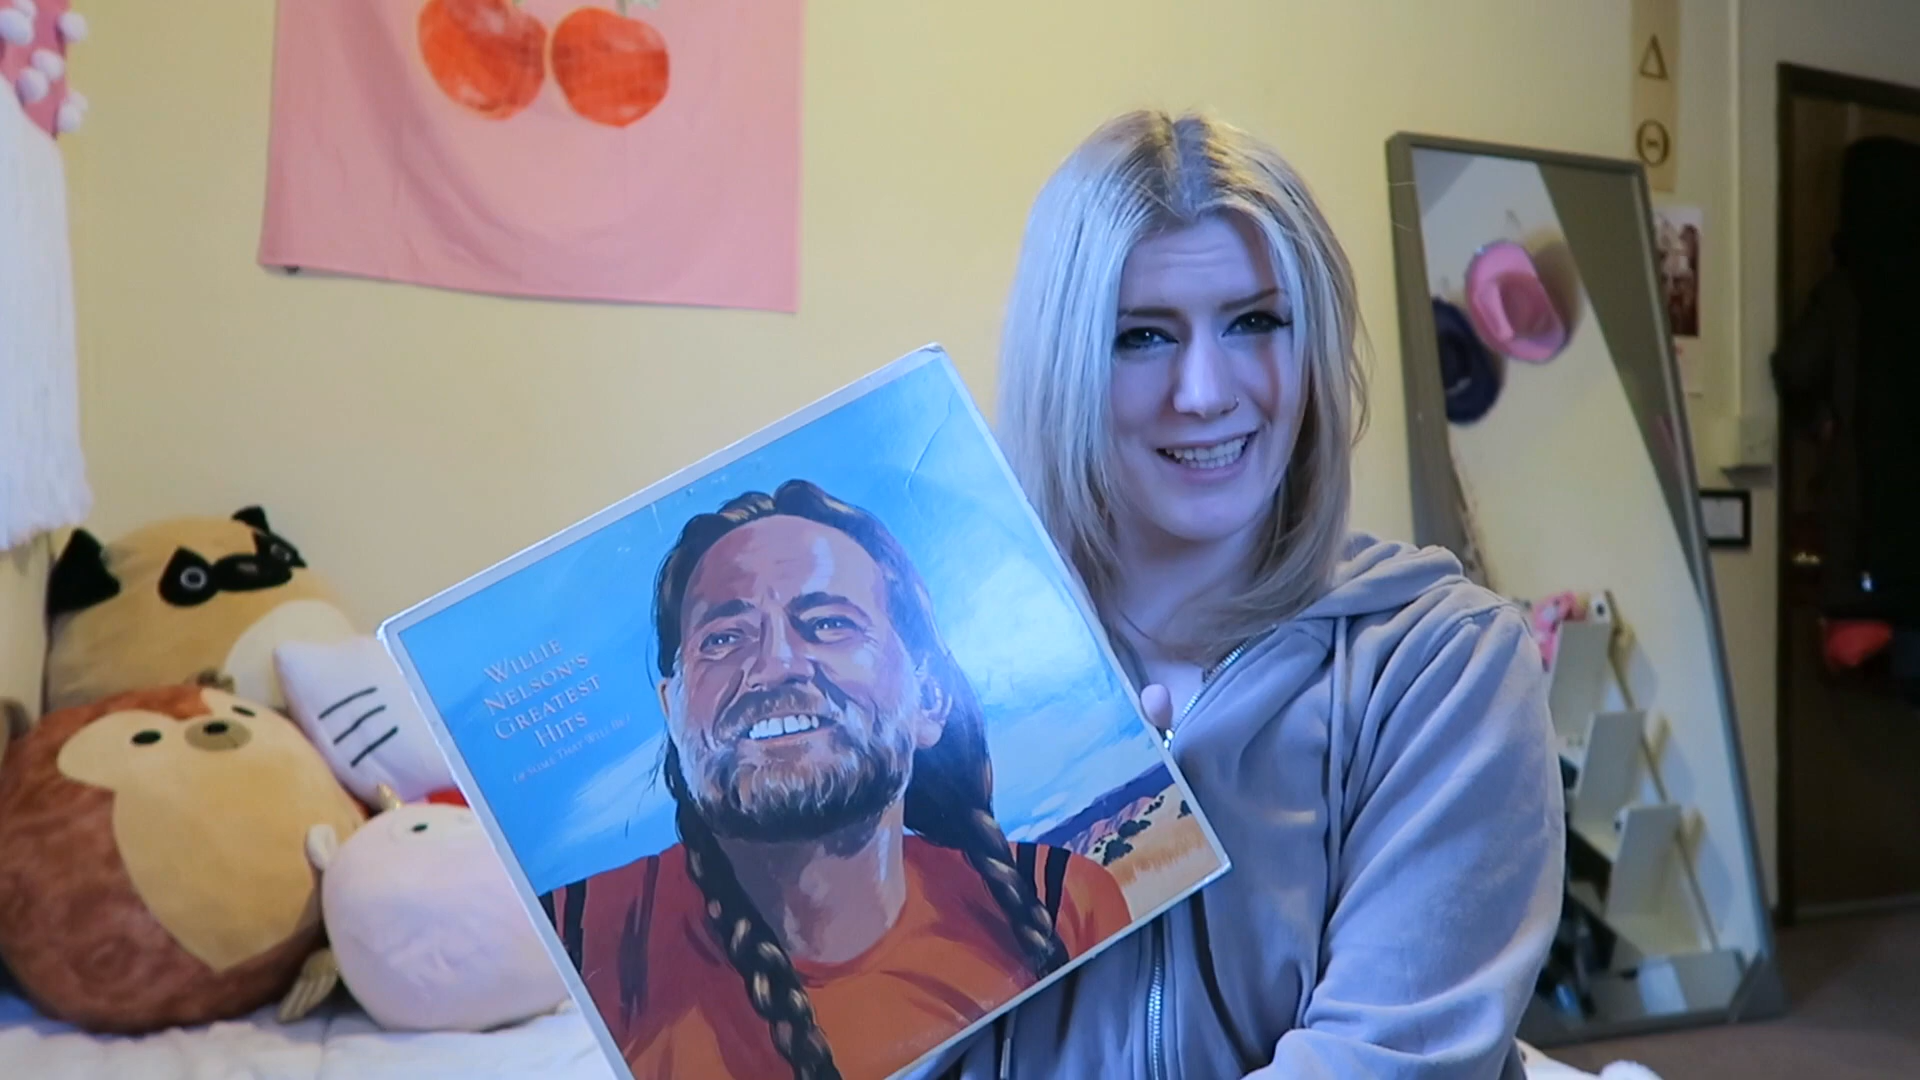 WILLIE
NELSON'S
GREATEST
HITS
(& SOME THAT WILL BE)